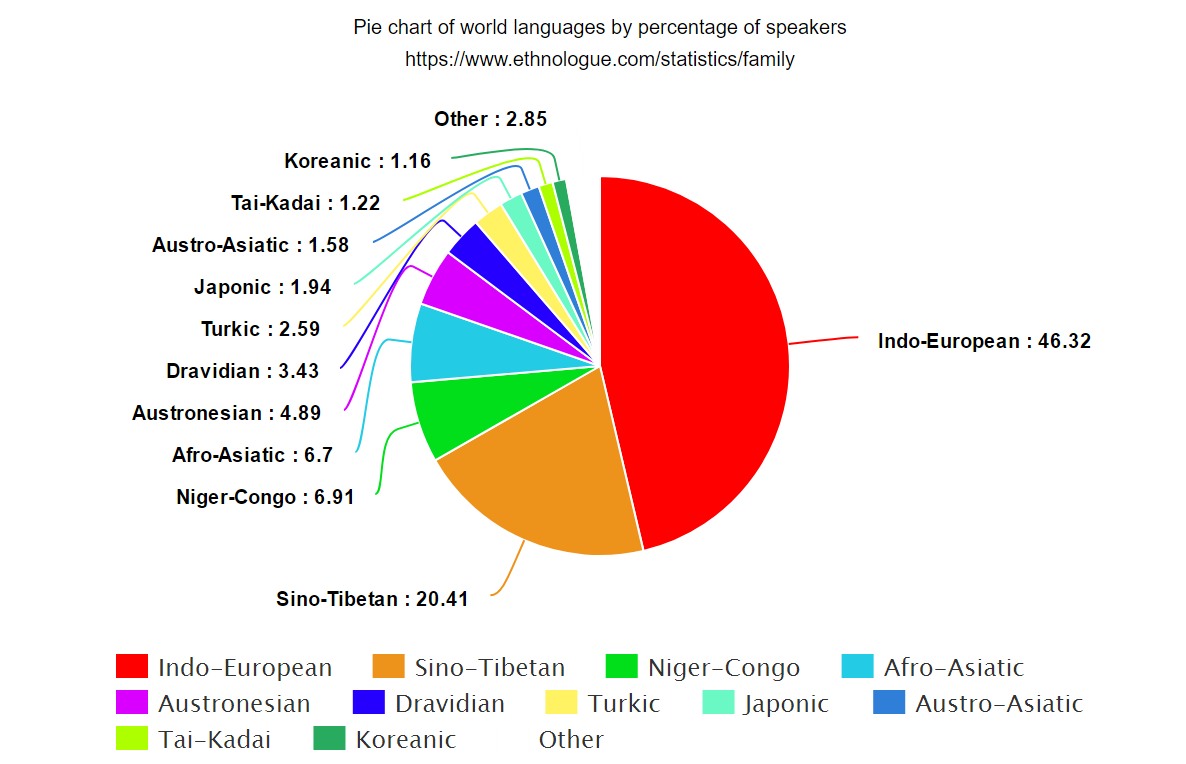 Pie chart of world languages by percentage of speakers
https://www.ethnologue.com/statistics/family
Other : 2.85
Koreanic : 1.16
Tai-Kadai : 1.22
Austro-Asiatic : 1.58
Japonic : 1.94
Turkic : 2.59
Dravidian : 3.43
Austronesian : 4.89
Afro-Asiatic : 6.7
Niger-Congo : 6.91
Sino-Tibetan : 20.41
Indo-European : 46.32
Indo-European Sino-Tibetan Niger-Congo Afro-Asiatic
Austronesian Dravidian Turkic Japonic Austro-Asiatic
Tai-Kadai Koreanic Other